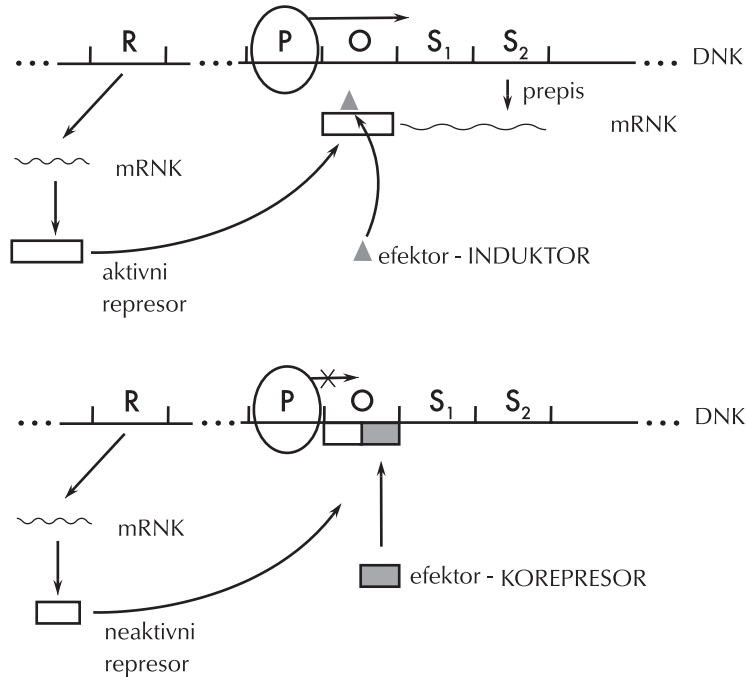 R P O S₁ S₂
... ... ... DNK
prepis
mRNK
mRNK
efektor - INDUKTOR
aktivni
represor
R P O S₁ S₂
... ... ... DNK
mRNK
efektor - KOREPRESOR
neaktivni
represor